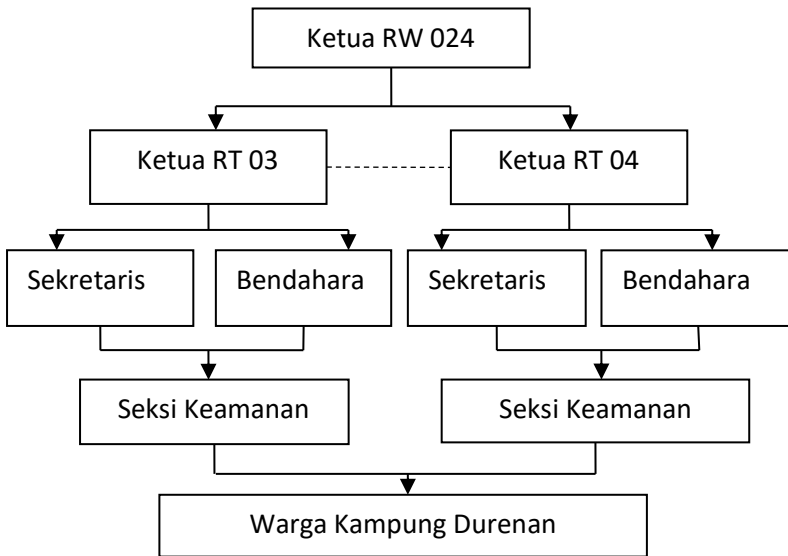 Ketua RW 024
Ketua RT 03
Ketua RT 04
Sekretaris
Bendahara
Sekretaris
Bendahara
Seksi Keamanan
Seksi Keamanan
Warga Kampung Durenan